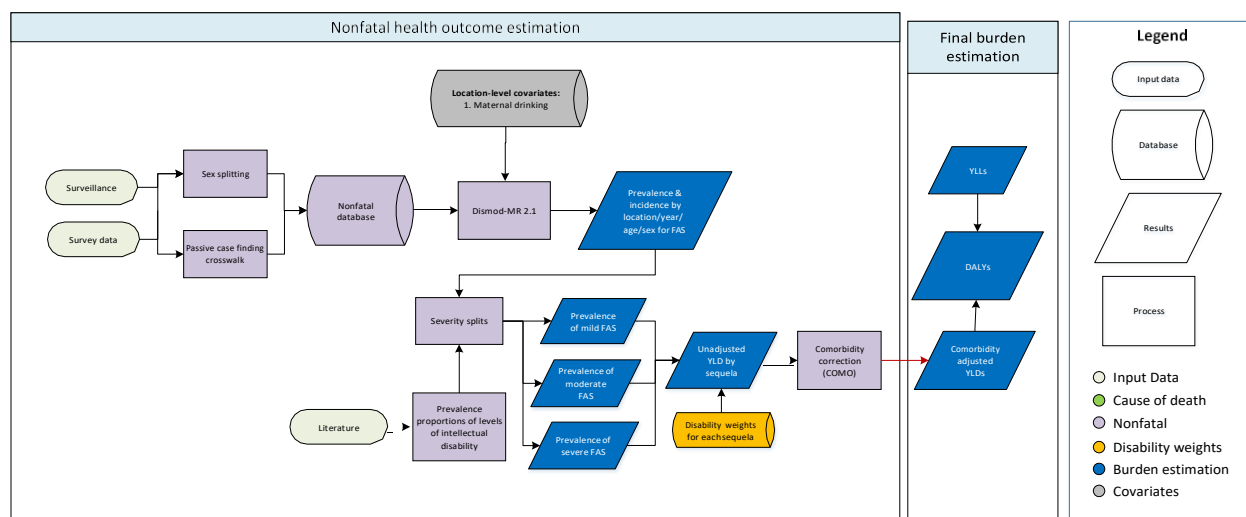 Nonfatal health outcome estimation
Final burden
estimation
Legend
Location-level covariates:
1. Maternal drinking
Surveillance
Survey data
Sex splitting
Passive case finding
crosswalk
Nonfatal
database
Dismod-MR 2.1
Prevalence &
incidence by
location/year/
age/sex for FAS
Severity splits
Literature
Prevalence
proportions of levels
of intellectual
disability
Prevalence
of mild FAS
Prevalence of
moderate
FAS
Prevalence of
severe FAS
Unadjusted
YLD by
sequela
Disability weights
for eachsequela
Comorbidity
correction
(COMO)
YLLs
DALYs
Comorbidity
adjusted
YLDs
Input data
Database
Results
Process
Input Data
Cause of death
Nonfatal
Disability weights
Burden estimation
Covariates